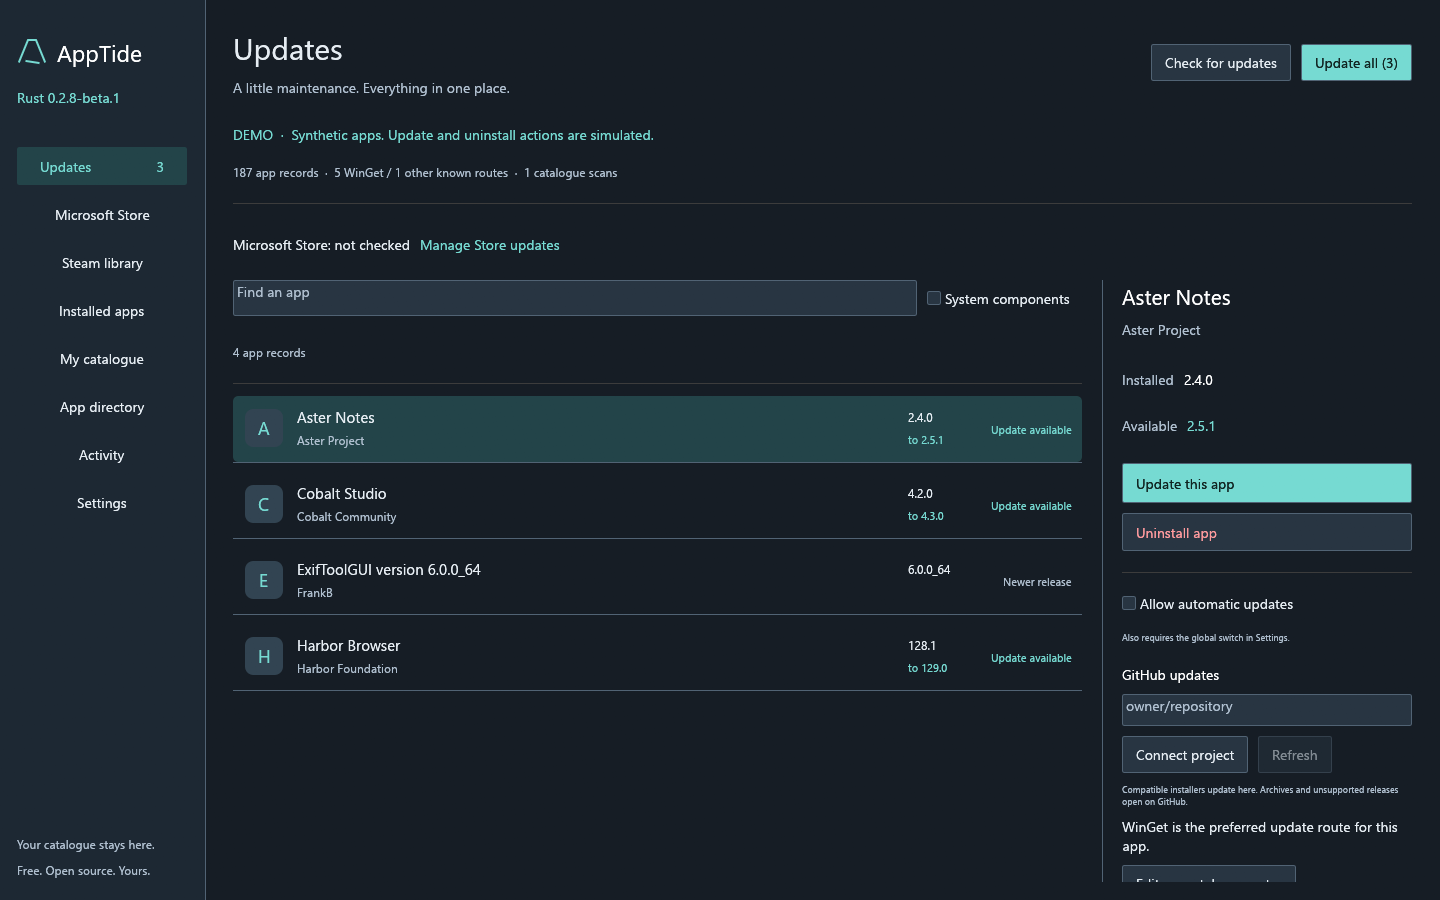 AppTide
Rust 0.2.8-beta.1
Updates 3
Microsoft Store
Steam library
Installed apps
My catalogue
App directory
Activity
Settings
Your catalogue stays here.
Free. Open source. Yours.
Updates
A little maintenance. Everything in one place.
Check for updates
Update all (3)
DEMO · Synthetic apps. Update and uninstall actions are simulated.
187 app records · 5 WinGet / 1 other known routes · 1 catalogue scans
Microsoft Store: not checked Manage Store updates
Find an app
System components
4 app records
A
Aster Notes
Aster Project
2.4.0
to 2.5.1
Update available
C
Cobalt Studio
Cobalt Community
4.2.0
to 4.3.0
Update available
E
ExifToolGUI version 6.0.0_64
FrankB
6.0.0_64
Newer release
H
Harbor Browser
Harbor Foundation
128.1
to 129.0
Update available
Aster Notes
Aster Project
Installed 2.4.0
Available 2.5.1
Update this app
Uninstall app
Allow automatic updates
Also requires the global switch in Settings.
GitHub updates
owner/repository
Connect project
Refresh
Compatible installers update here. Archives and unsupported releases
open on GitHub.
WinGet is the preferred update route for this
app.